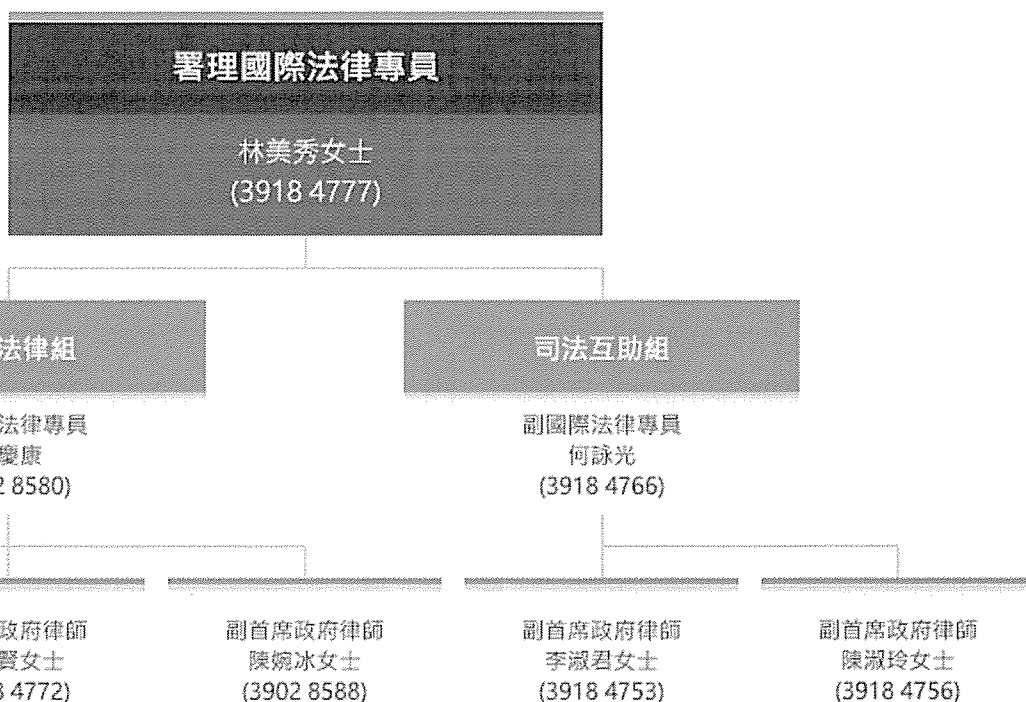 署理國際法律專員
林美秀女士
(3918 4777)
法律組
法律專員
慶康
2 8580)
司法互助組
副國際法律專員
何詠光
(3918 4766)
政府律師
賢女士
8 4772)
副首席政府律師
陳婉冰女士
(3902 8588)
副首席政府律師
李淑君女士
(3918 4753)
副首席政府律師
陳淑玲女士
(3918 4756)